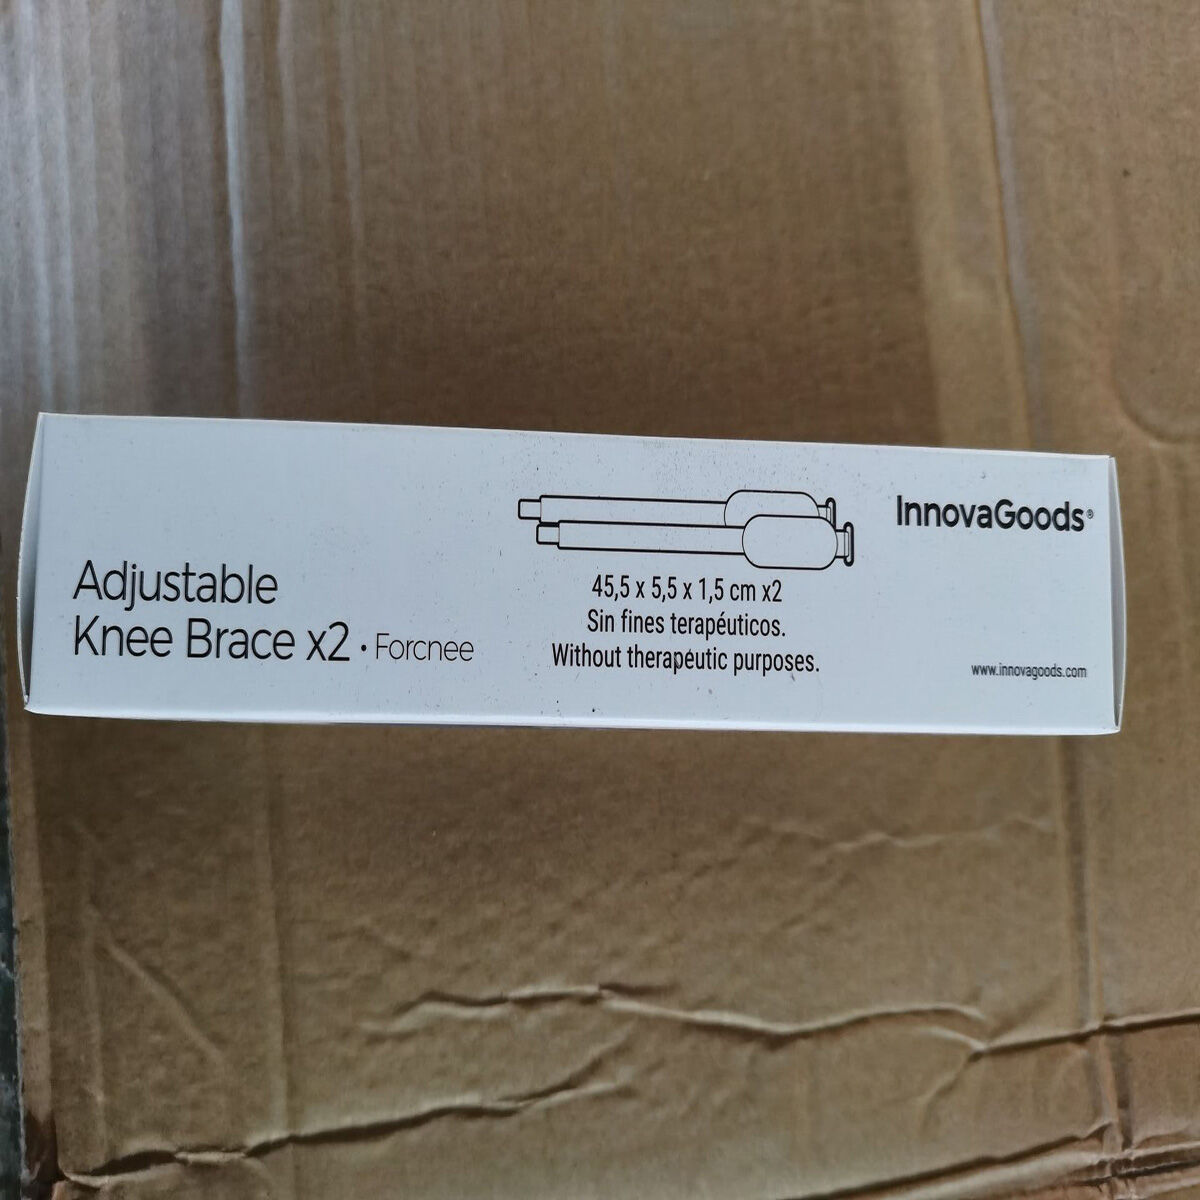 Adjustable
Knee Brace x2 · Forcnee
45,5 x 5,5 x 1,5 cm x2
Sin fines terapéuticos.
Without therapeutic purposes.
InnovaGoods®
www.innovagoods.com